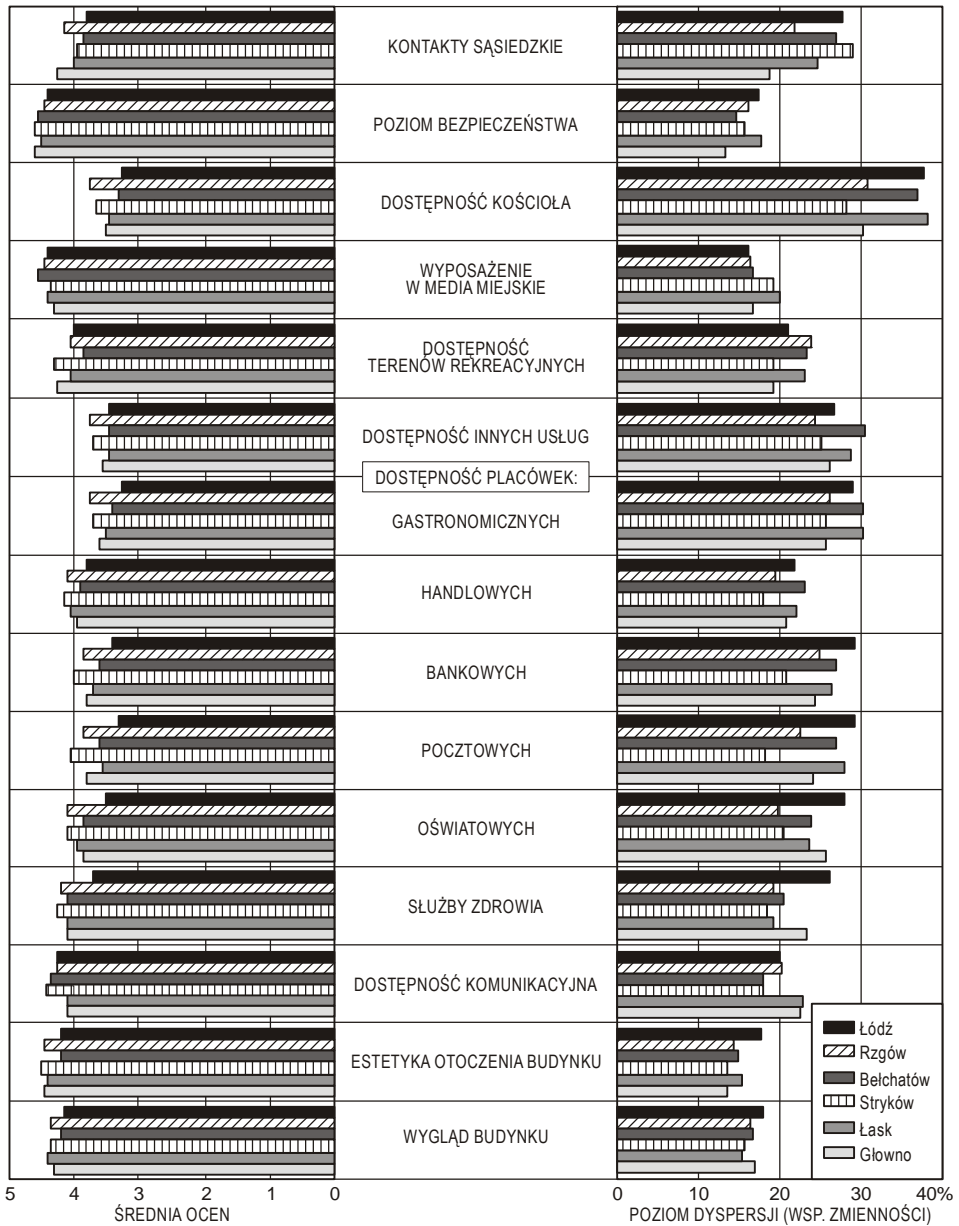 KONTAKTY SĄSIEDZKIE
POZIOM BEZPIECZEŃSTWA
DOSTĘPNOŚĆ KOŚCIOŁA
WYPOSAŻENIE
W MEDIA MIEJSKIE
DOSTĘPNOŚĆ
TERENÓW REKREACYJNYCH
DOSTĘPNOŚĆ INNYCH USŁUG
DOSTĘPNOŚĆ PLACÓWEK:
GASTRONOMICZNYCH
HANDLOWYCH
BANKOWYCH
POCZTOWYCH
OŚWIATOWYCH
SŁUŻBY ZDROWIA
DOSTĘPNOŚĆ KOMUNIKACYJNA
ESTETYKA OTOCZENIA BUDYNKU
WYGLĄD BUDYNKU
Łódź
Rzgów
Bełchatów
Stryków
Łask
Głowno
5 4 3 2 1 0
ŚREDNIA OCEN
0 10 20 30 40%
POZIOM DYSPERSJI (WSP. ZMIENNOŚCI)